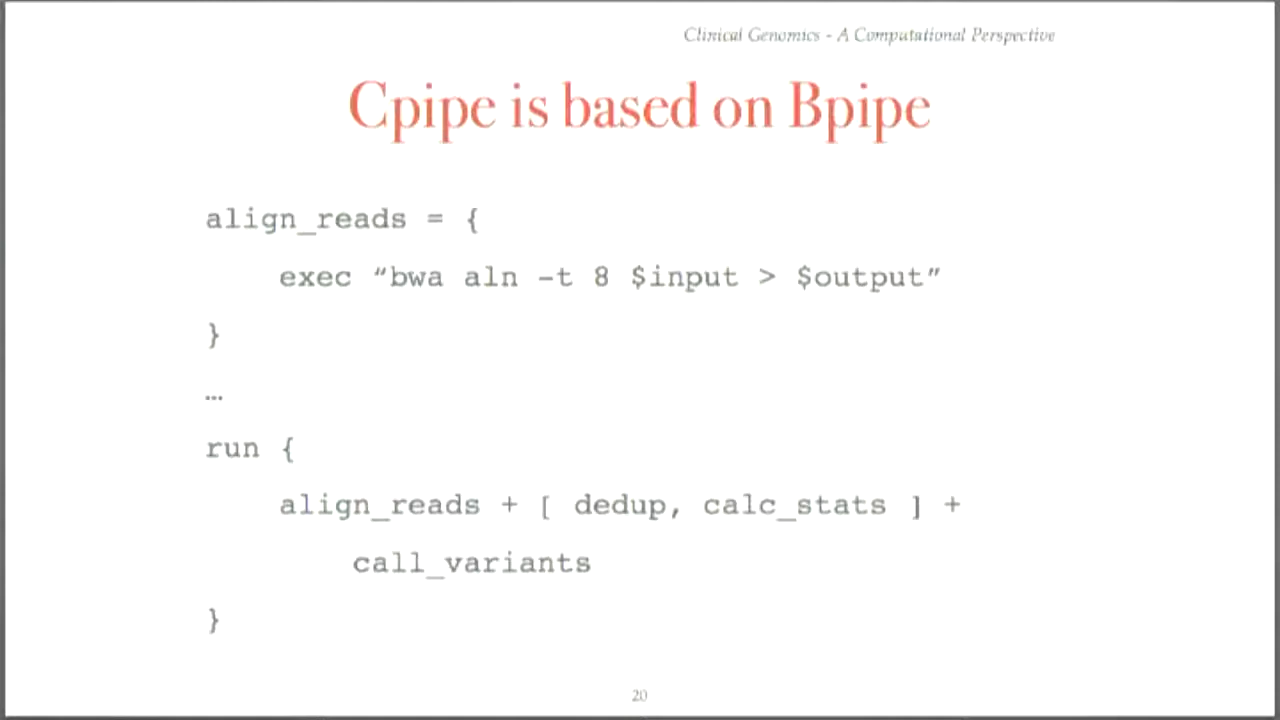 Clinical Genomics - A Computational Perspective
Cpipe is based on Bpipe
align_reads = {
exec “bwa aln -t 8 $input > $output”
}
…
run {
align_reads + [ dedup, calc_stats ] +
call_variants
}
20